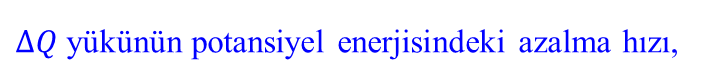 Δ𝑄 yükünün potansiyel enerjisindeki azalma hızı,